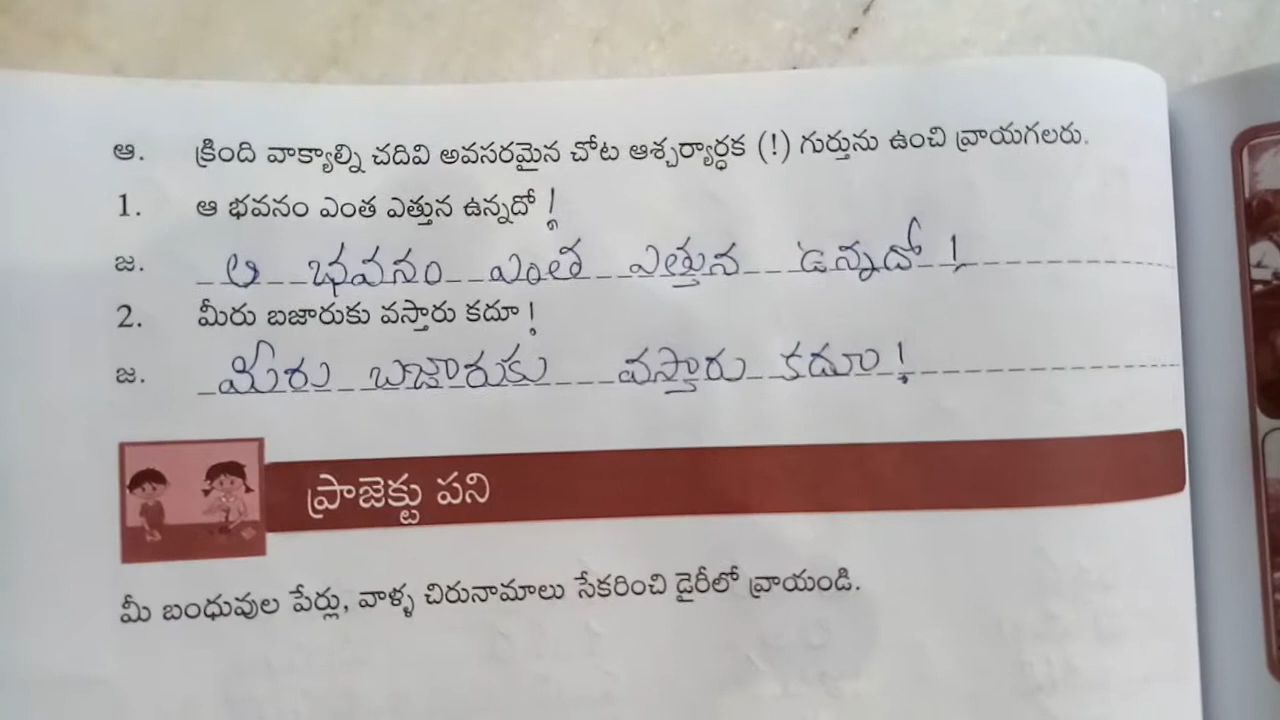 ఆ. క్రింది వాక్యాల్ని చదివి అవసరమైన చోట ఆశ్చర్యార్థక (!) గుర్తును ఉంచి వ్రాయగలరు.
1. ఆ భవనం ఎంత ఎత్తున ఉన్నదో !
జ. ఆ భవనం ఎంత ఎత్తున ఉన్నదో !
2. మీరు బజారుకు వస్తారు కదూ !
జ. మీరు బజారుకు వస్తారు కదూ !
ప్రాజెక్టు పని
మీ బంధువుల పేర్లు, వాళ్ళ చిరునామాలు సేకరించి డైరీలో వ్రాయండి.